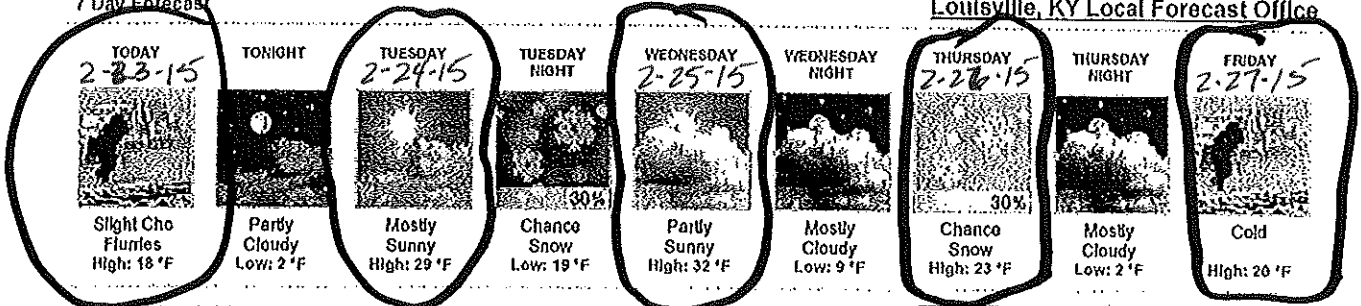 7 Day Forecast
Louisville, KY Local Forecast Office
TODAY
2-23-15
Slight Chc
Flurries
High: 18 °F
TONIGHT
Partly
Cloudy
Low: 2 °F
TUESDAY
2-24-15
Mostly
Sunny
High: 29 °F
TUESDAY
NIGHT
30%
Chance
Snow
Low: 19 °F
WEDNESDAY
2-25-15
Partly
Sunny
High: 32 °F
WEDNESDAY
NIGHT
Mostly
Cloudy
Low: 9 °F
THURSDAY
2-26-15
30%
Chance
Snow
High: 23 °F
THURSDAY
NIGHT
Mostly
Cloudy
Low: 2 °F
FRIDAY
2-27-15
Cold
High: 20 °F